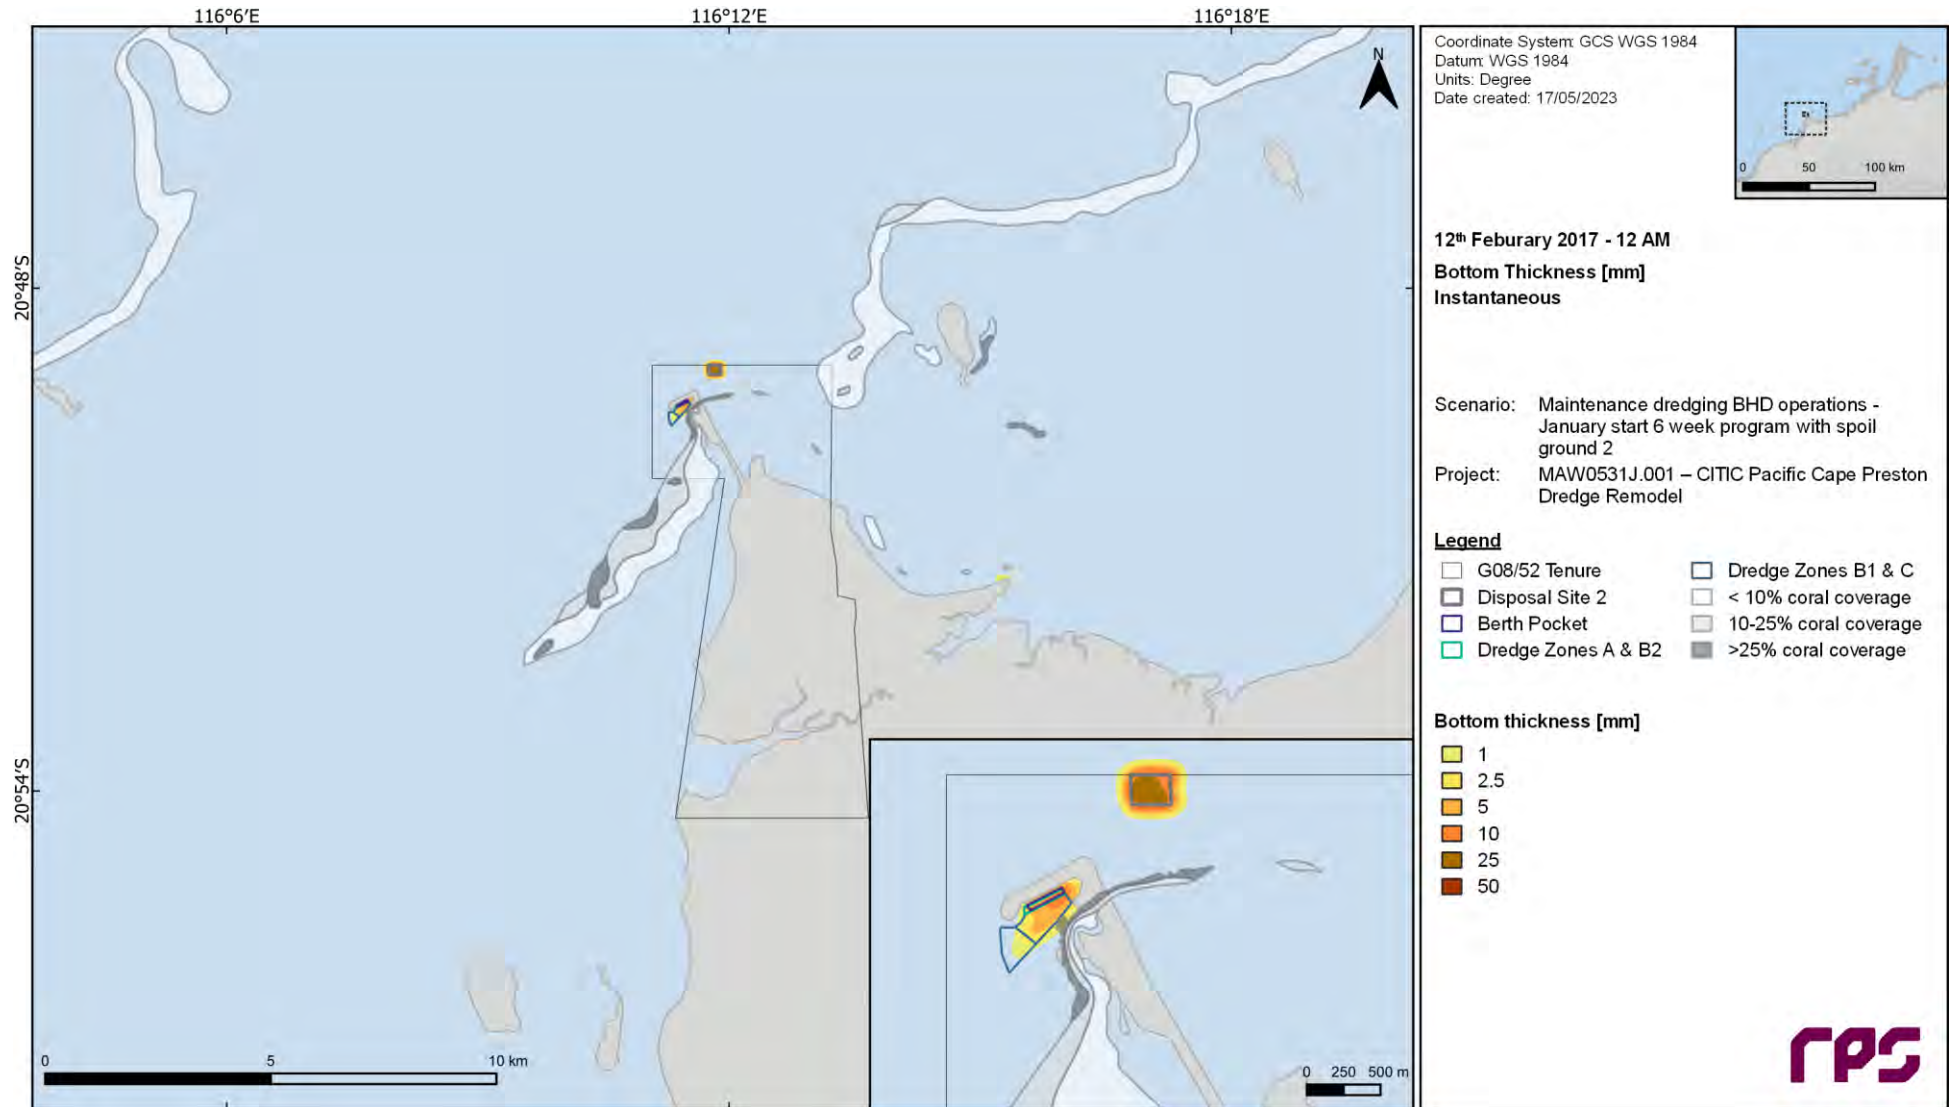 116°6′E
116°12′E
116°18′E
20°48′S
20°54′S
N
0
5
10 km
0
250
500 m
Coordinate System: GCS WGS 1984
Datum: WGS 1984
Units: Degree
Date created: 17/05/2023
0
50
100 km
12th Feburary 2017 - 12 AM
Bottom Thickness [mm]
Instantaneous
Scenario: Maintenance dredging BHD operations -
January start 6 week program with spoil
ground 2
Project: MAW0531J.001 – CITIC Pacific Cape Preston
Dredge Remodel
Legend
G08/52 Tenure
Disposal Site 2
Berth Pocket
Dredge Zones A & B2
Dredge Zones B1 & C
< 10% coral coverage
10-25% coral coverage
>25% coral coverage
Bottom thickness [mm]
1
2.5
5
10
25
50
rps